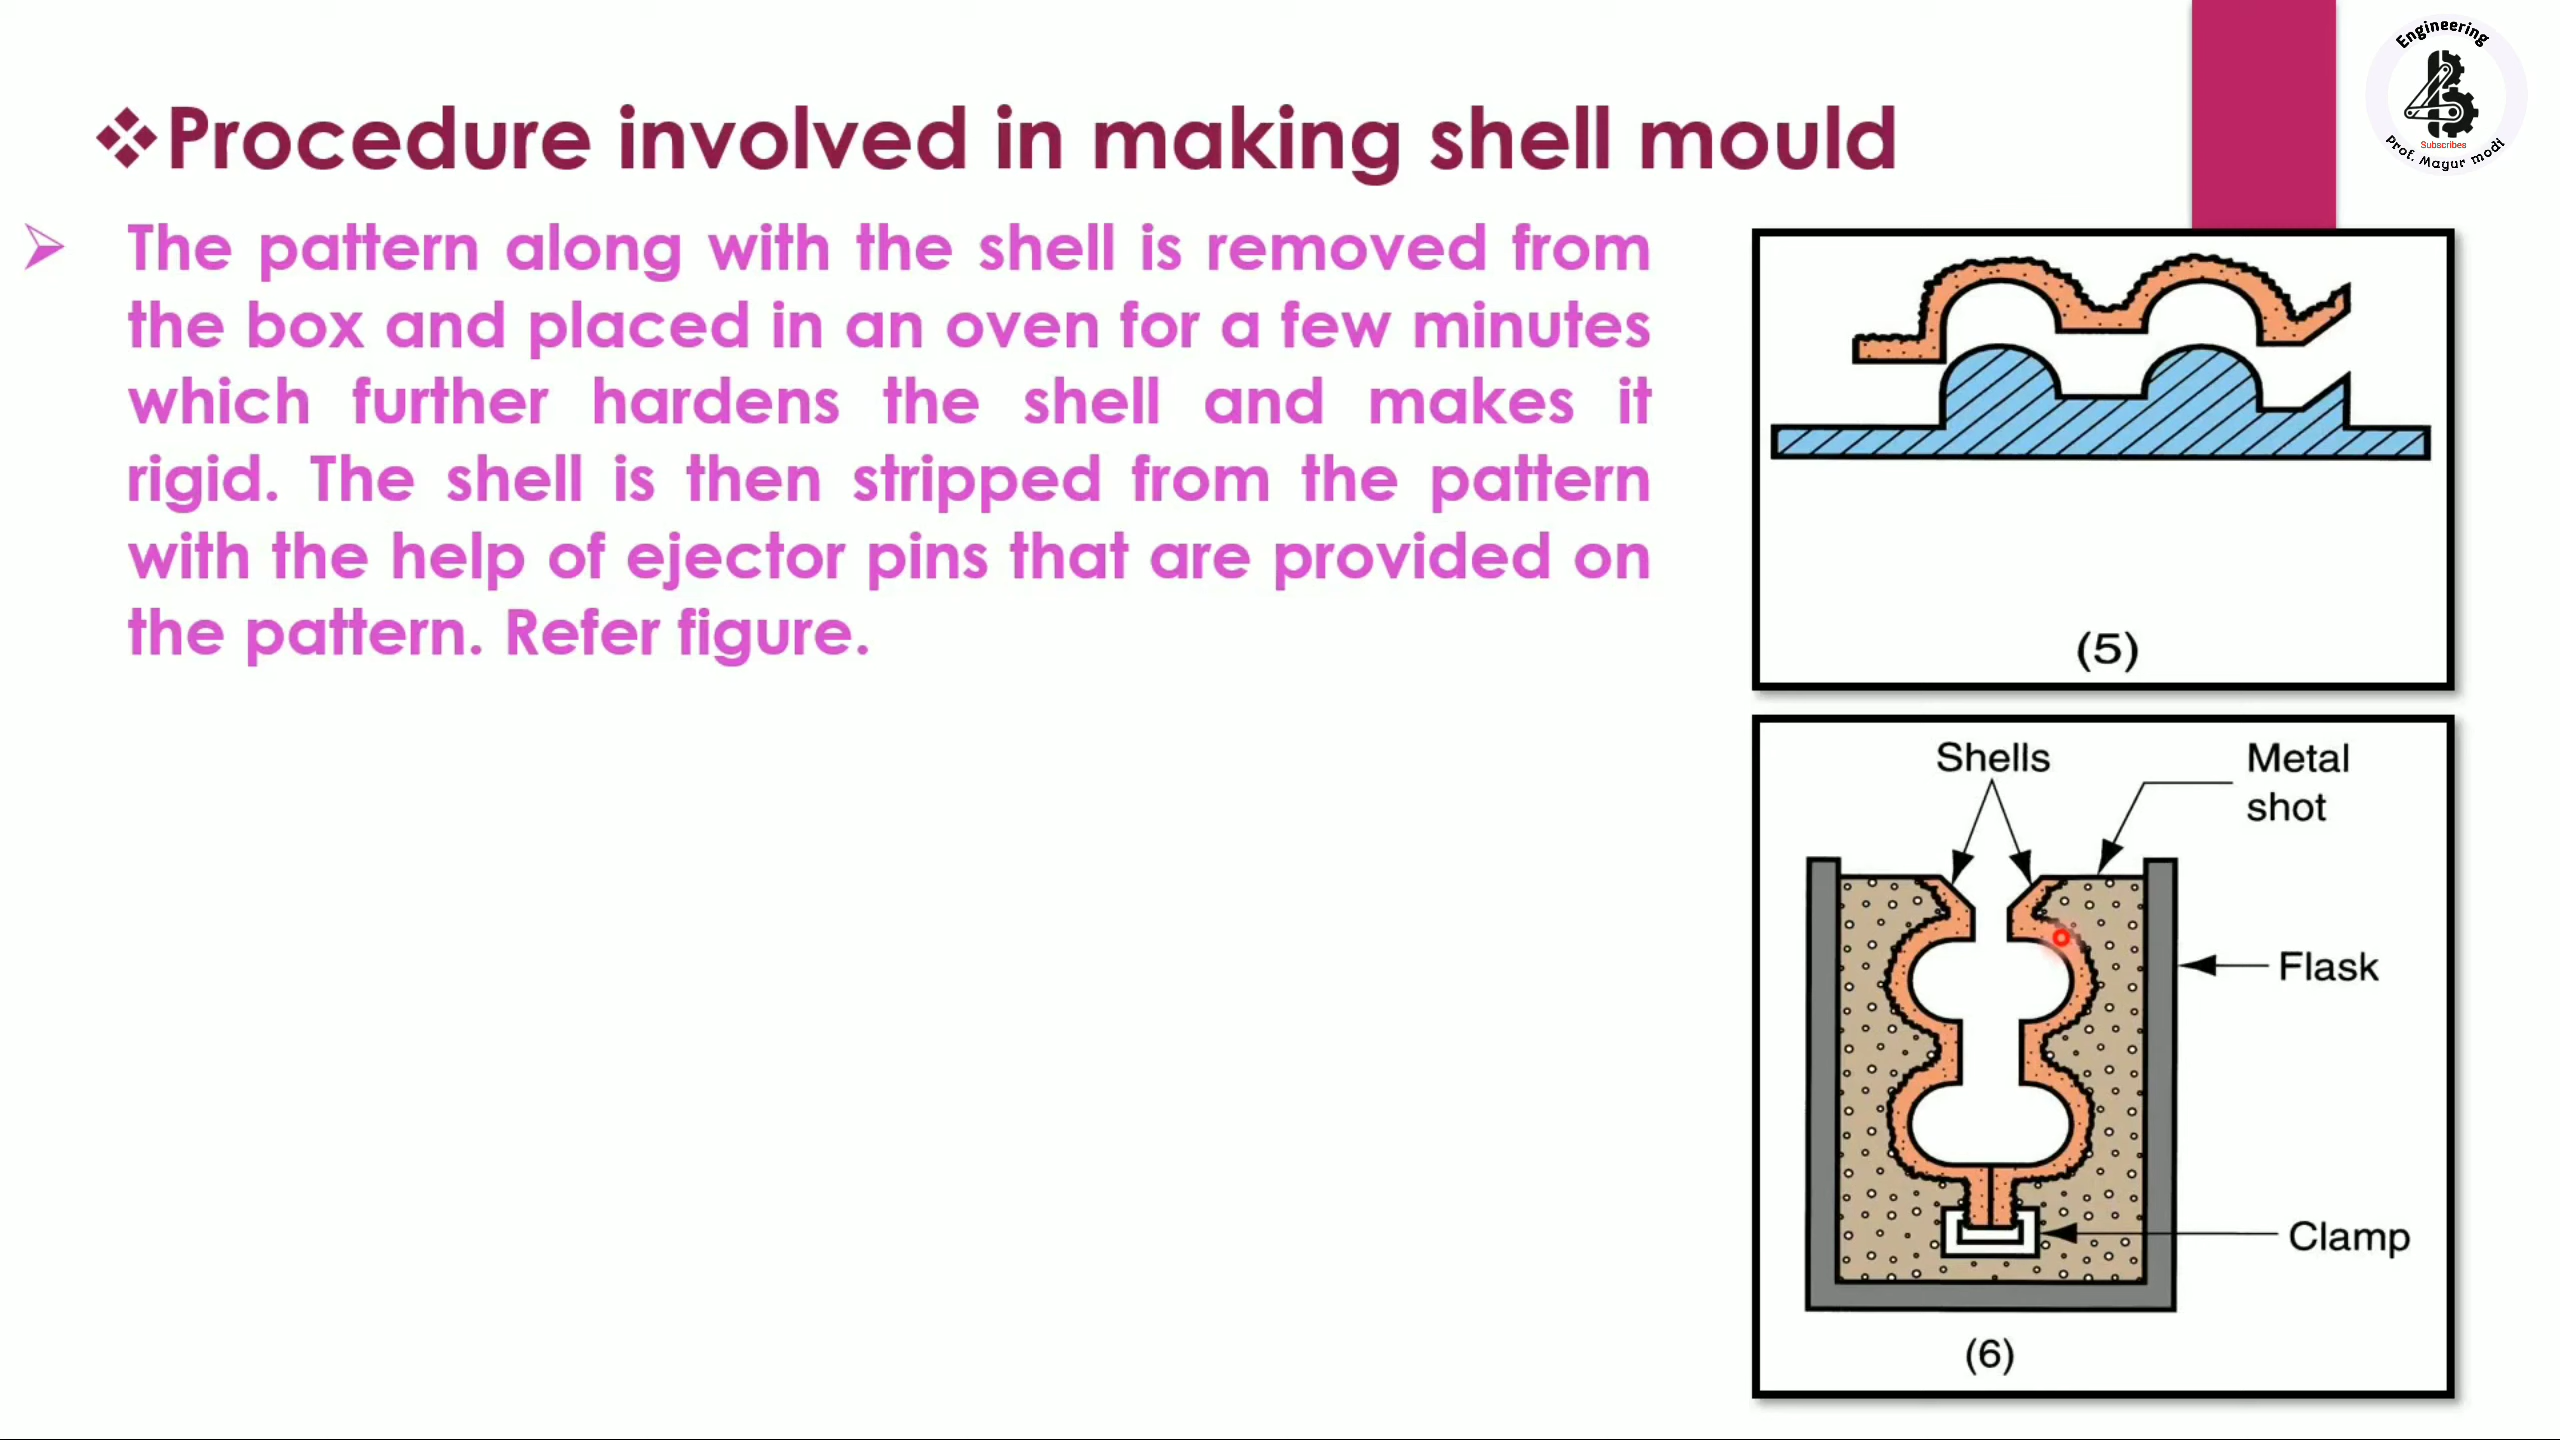 Engineering
Subscribes
Prof. Mayur modi
❖Procedure involved in making shell mould
➢ The pattern along with the shell is removed from
the box and placed in an oven for a few minutes
which further hardens the shell and makes it
rigid. The shell is then stripped from the pattern
with the help of ejector pins that are provided on
the pattern. Refer figure.
(5)
Shells
Metal
shot
Flask
Clamp
(6)